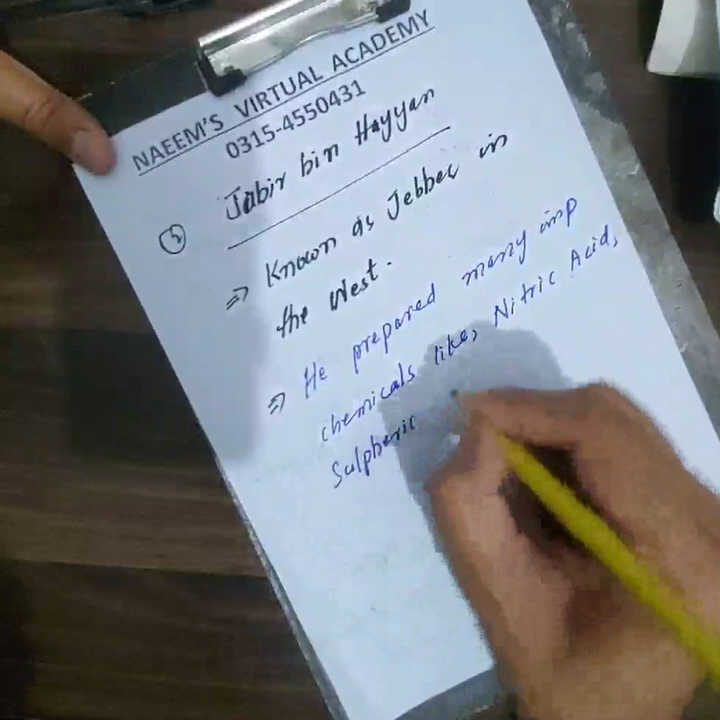 NAEEM'S VIRTUAL ACADEMY
0315-4550431
③ Jabir bin Hayyan
⇒ Known as Jebber in
the West.
⇒ He prepared many imp
chemicals like, Nitric Acid,
Sulpheric